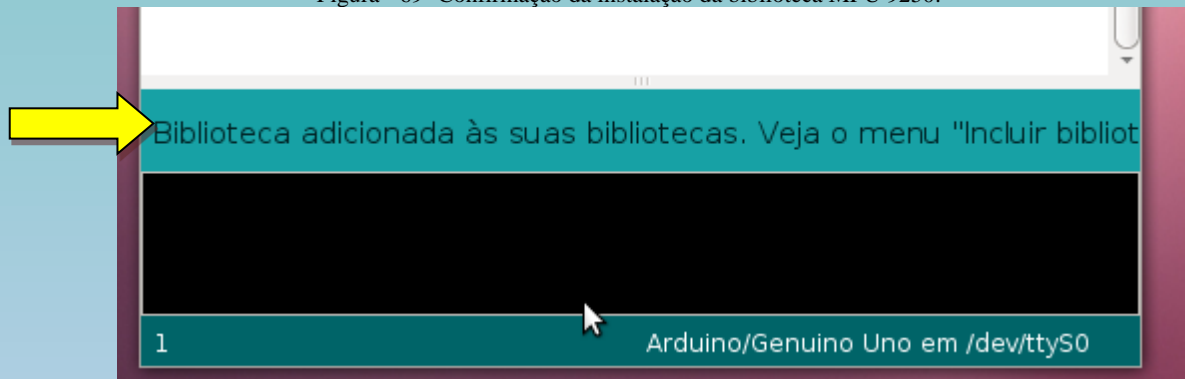 Biblioteca adicionada às suas bibliotecas. Veja o menu "Incluir bibliot
1
Arduino/Genuino Uno em /dev/ttyS0